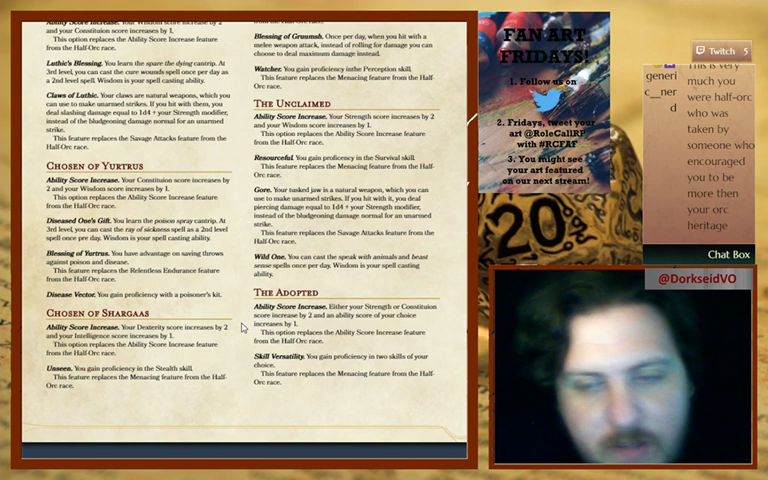 Ability Score Increase. Your Wisdom score increases by 2
and your Constituion score increases by 1.
This option replaces the Ability Score Increase feature
from the Half-Orc race.
Luthic's Blessing. You learn the spare the dying cantrip. At
3rd level, you can cast the cure wounds spell once per day as
a 2nd level spell. Wisdom is your spell casting ability.
Claws of Luthic. Your claws are natural weapons, which you
can use to make unarmed strikes. If you hit with them, you
deal slashing damage equal to 1d4 + your Strength modifier,
instead of the bludgeoning damage normal for an unarmed
strike.
This feature replaces the Savage Attacks feature from the
Half-Orc race.
Chosen of Yurtrus
Ability Score Increase. Your Constituion score increases by
2 and your Wisdom score increases by 1.
This option replaces the Ability Score Increase feature
from the Half-Orc race.
Diseased One's Gift. You learn the poison spray cantrip. At
3rd level, you can cast the ray of sickness spell as a 2nd level
spell once per day. Wisdom is your spell casting ability.
Blessing of Yurtrus. You have advantage on saving throws
against poison and disease.
This feature replaces the Relentless Endurance feature
from the Half-Orc race.
Disease Vector. You gain proficiency with a poisoner's kit.
Chosen of Shargaas
Ability Score Increase. Your Dexterity score increases by 2
and your Intelligence score increases by 1.
This option replaces the Ability Score Increase feature
from the Half-Orc race.
Unseen. You gain proficiency in the Stealth skill.
This feature replaces the Menacing feature from the Half-
Orc race.
from the Half-Orc race.
Blessing of Gruumsh. Once per day, when you hit with a
melee weapon attack, instead of rolling for damage you can
choose to deal maximum damage instead.
Watcher. You gain proficiency inthe Perception skill.
This feature replaces the Menacing feature from the Half-
Orc race.
The Unclaimed
Ability Score Increase. Your Strength score increases by 2
and your Constituion score increases by 1.
This option replaces the Ability Score Increase feature
from the Half-Orc race.
Resourceful. You gain proficiency in the Survival skill.
This feature replaces the Menacing feature from the Half-
Orc race.
Gore. Your tusked jaw is a natural weapon, which you can
use to make unarmed strikes. If you hit with it, you deal
piercing damage equal to 1d4 + your Strength modifier,
instead of the bludgeoning damage normal for an unarmed
strike.
This feature replaces the Savage Attacks feature from the
Half-Orc race.
Wild One. You can cast the speak with animals and beast
sense spells once per day. Wisdom is your spell casting
ability.
The Adopted
Ability Score Increase. Either your Strength or Constituion
score increase by 2 and an ability score of your choice
increases by 1.
This option replaces the Ability Score Increase feature
from the Half-Orc race.
Skill Versatility. You gain proficiency in two skills of your
choice.
This feature replaces the Menacing feature from the Half-
Orc race.
FAN ART
FRIDAYS!
1. Follow us on
2. Fridays, tweet your
art @RoleCallRP
with #RCFAF
3. You might see
your art featured
on our next stream!
20
Twitch 5
generi
c__ner
d
This is very
much you
were half-orc
who was
taken by
someone who
encouraged
you to be
more then
your orc
heritage
Chat Box
@DorkseidVO